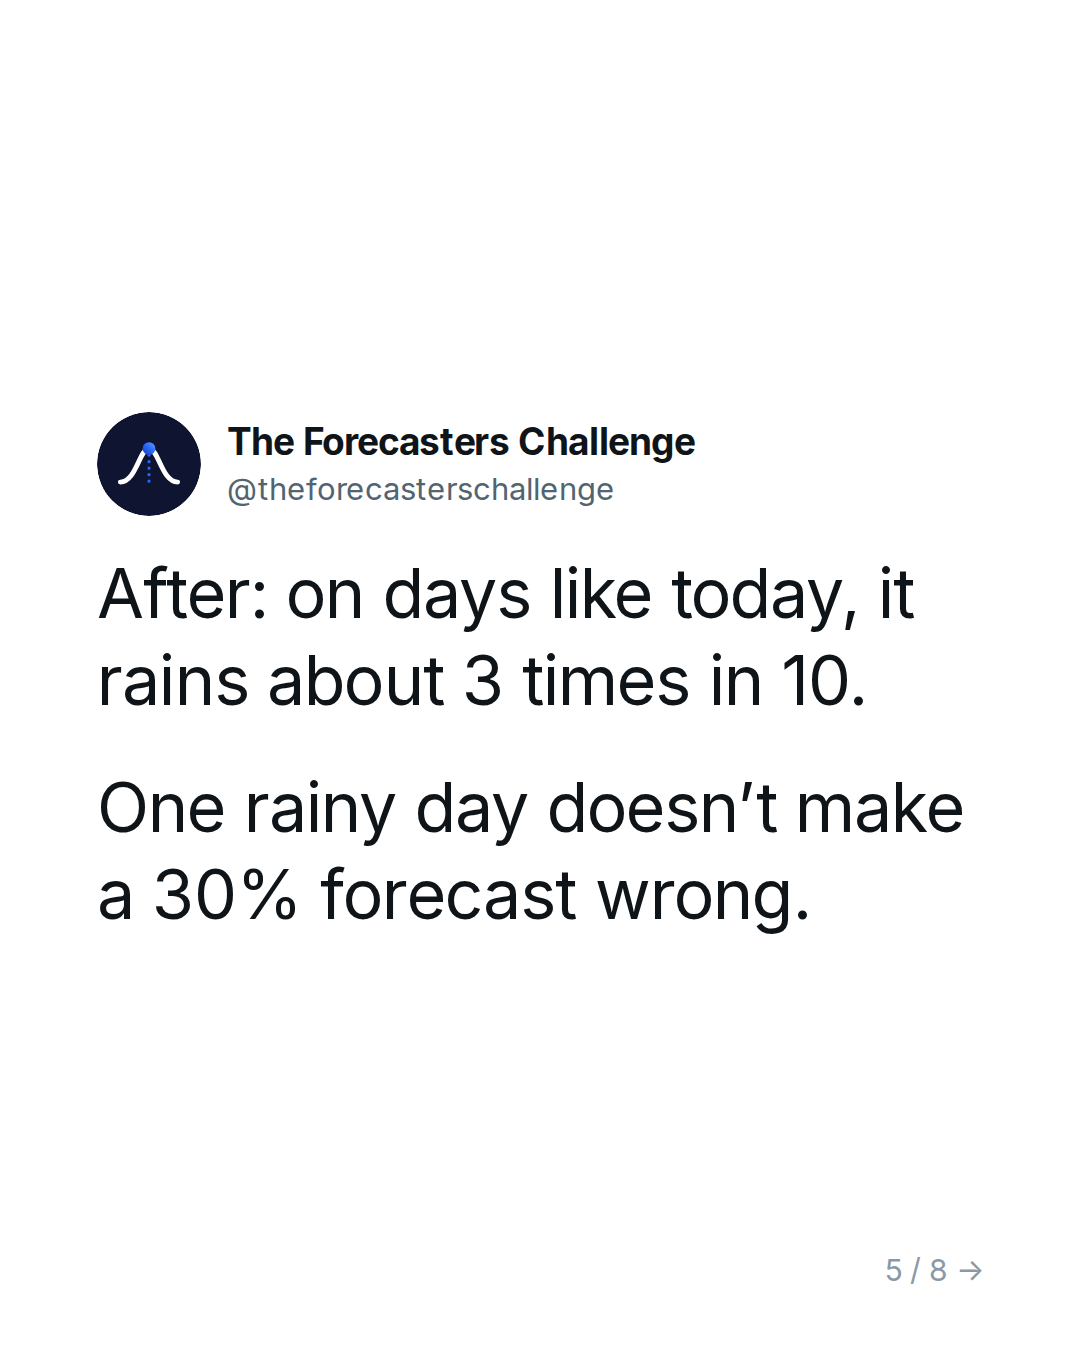 The Forecasters Challenge
@theforecasterschallenge
After: on days like today, it
rains about 3 times in 10.
One rainy day doesn’t make
a 30% forecast wrong.
5 / 8 →